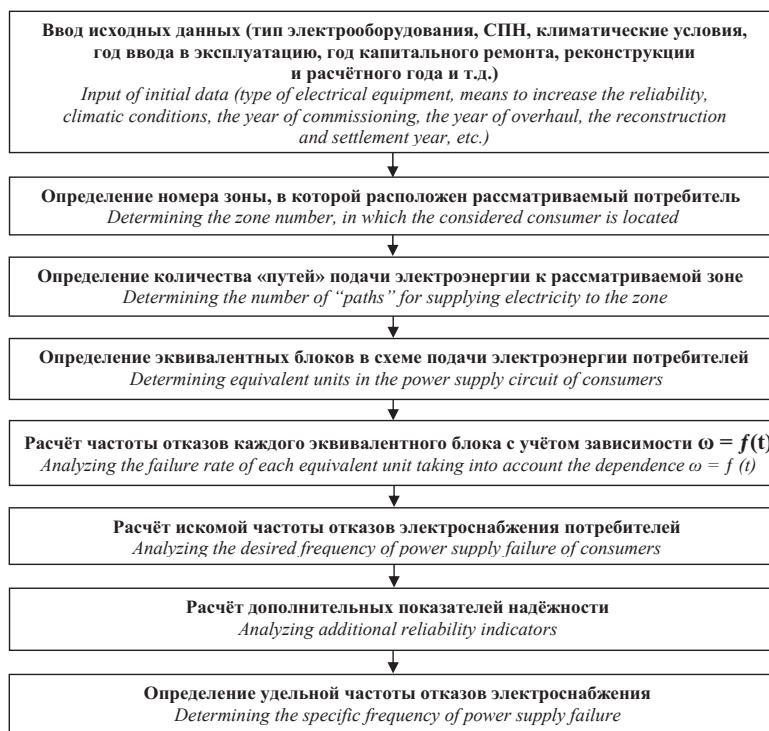 Ввод исходных данных (тип электрооборудования, СПН, климатические условия,
год ввода в эксплуатацию, год капитального ремонта, реконструкции
и расчётного года и т.д.)
Input of initial data (type of electrical equipment, means to increase the reliability,
climatic conditions, the year of commissioning, the year of overhaul, the reconstruction
and settlement year, etc.)
Определение номера зоны, в которой расположен рассматриваемый потребитель
Determining the zone number, in which the considered consumer is located
Определение количества «путей» подачи электроэнергии к рассматриваемой зоне
Determining the number of “paths” for supplying electricity to the zone
Определение эквивалентных блоков в схеме подачи электроэнергии потребителей
Determining equivalent units in the power supply circuit of consumers
Расчёт частоты отказов каждого эквивалентного блока с учётом зависимости ω = f(t)
Analyzing the failure rate of each equivalent unit taking into account the dependence ω = f (t)
Расчёт искомой частоты отказов электроснабжения потребителей
Analyzing the desired frequency of power supply failure of consumers
Расчёт дополнительных показателей надёжности
Analyzing additional reliability indicators
Определение удельной частоты отказов электроснабжения
Determining the specific frequency of power supply failure